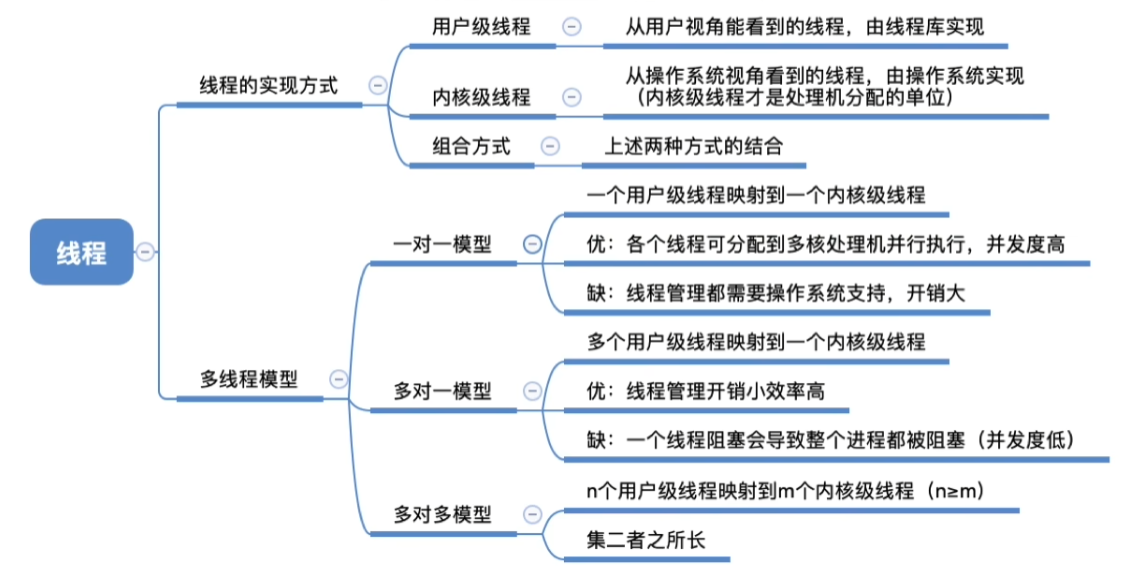 线程
线程的实现方式
用户级线程
从用户视角能看到的线程，由线程库实现
内核级线程
从操作系统视角看到的线程，由操作系统实现
（内核级线程才是处理机分配的单位）
组合方式
上述两种方式的结合
多线程模型
一对一模型
一个用户级线程映射到一个内核级线程
优：各个线程可分配到多核处理机并行执行，并发度高
缺：线程管理都需要操作系统支持，开销大
多对一模型
多个用户级线程映射到一个内核级线程
优：线程管理开销小效率高
缺：一个线程阻塞会导致整个进程都被阻塞（并发度低）
多对多模型
n个用户级线程映射到m个内核级线程（n≥m）
集二者之所长